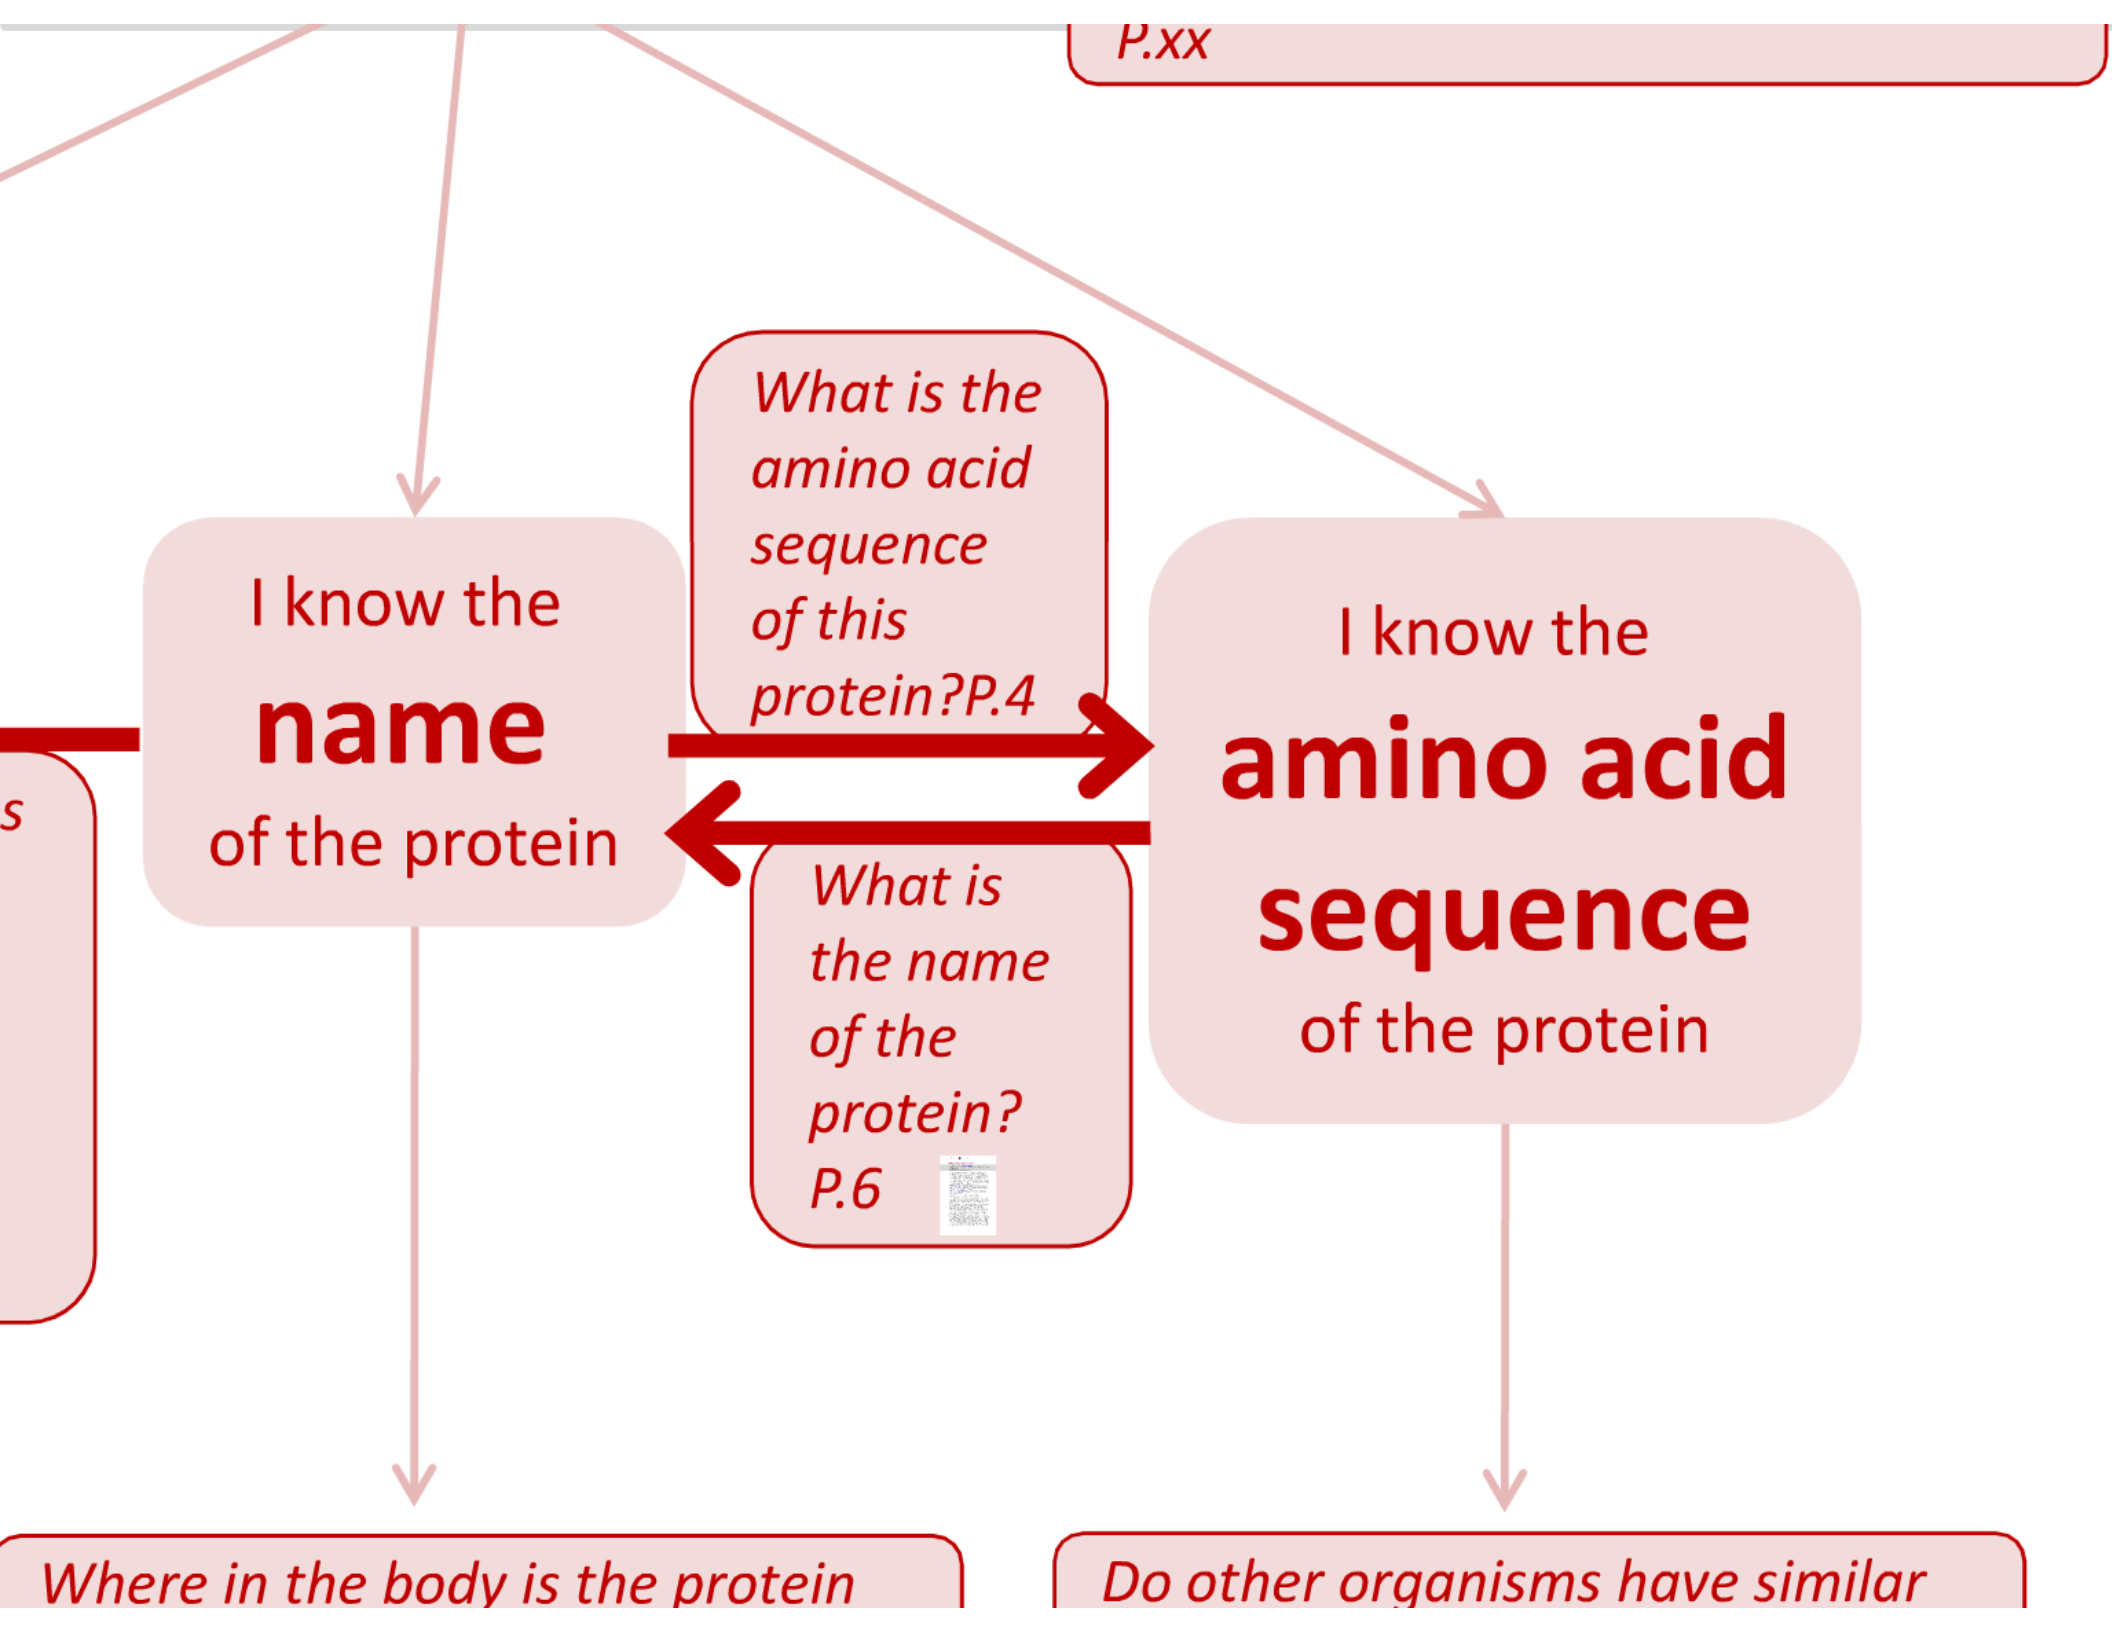 P.xx
What is the
amino acid
sequence
of this
protein?P.4
I know the
name
of the protein
I know the
amino acid
sequence
of the protein
s
What is
the name
of the
protein?
P.6
Where in the body is the protein
Do other organisms have similar